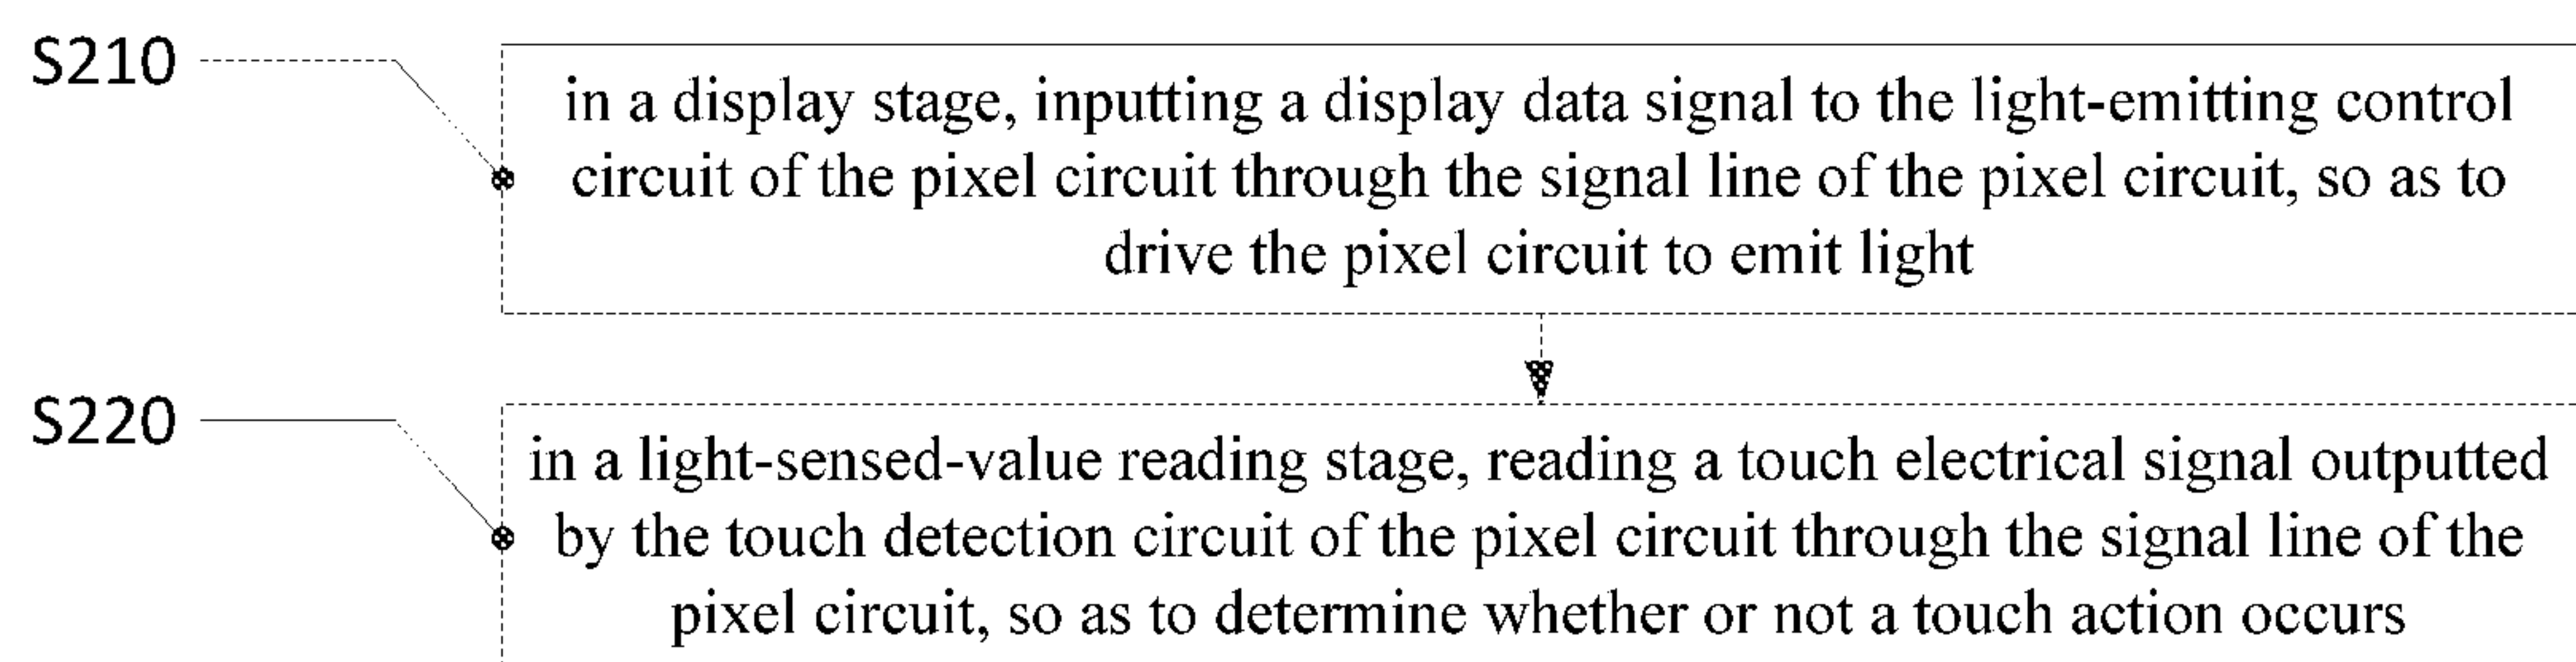 S210
in a display stage, inputting a display data signal to the light-emitting control
circuit of the pixel circuit through the signal line of the pixel circuit, so as to
drive the pixel circuit to emit light
S220
in a light-sensed-value reading stage, reading a touch electrical signal outputted
by the touch detection circuit of the pixel circuit through the signal line of the
pixel circuit, so as to determine whether or not a touch action occurs